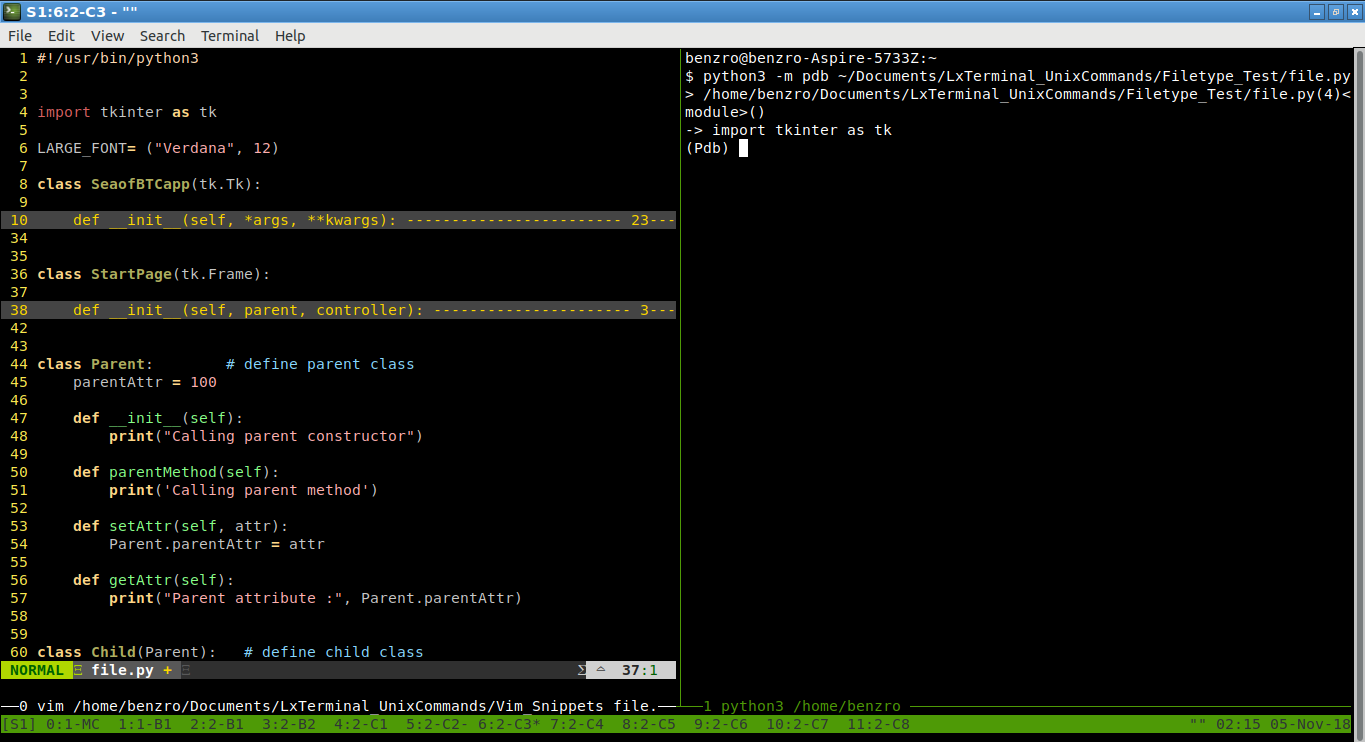 S1:6:2-C3 - ""
File Edit View Search Terminal Help
1 #!/usr/bin/python3
2
3
4 import tkinter as tk
5
6 LARGE_FONT= ("Verdana", 12)
7
8 class SeaofBTCapp(tk.Tk):
9
10     def __init__(self, *args, **kwargs): ------------------------ 23---
34
35
36 class StartPage(tk.Frame):
37
38     def __init__(self, parent, controller): ---------------------- 3---
42
43
44 class Parent:        # define parent class
45     parentAttr = 100
46
47     def __init__(self):
48         print("Calling parent constructor")
49
50     def parentMethod(self):
51         print('Calling parent method')
52
53     def setAttr(self, attr):
54         Parent.parentAttr = attr
55
56     def getAttr(self):
57         print("Parent attribute :", Parent.parentAttr)
58
59
60 class Child(Parent):   # define child class
NORMAL Ξ file.py + Ξ Σ 37:1
──0 vim /home/benzro/Documents/LxTerminal_UnixCommands/Vim_Snippets file.──
benzro@benzro-Aspire-5733Z:~
$ python3 -m pdb ~/Documents/LxTerminal_UnixCommands/Filetype_Test/file.py
> /home/benzro/Documents/LxTerminal_UnixCommands/Filetype_Test/file.py(4)<
module>()
-> import tkinter as tk
(Pdb)
1 python3 /home/benzro
[S1] 0:1-MC  1:1-B1  2:2-B1  3:2-B2  4:2-C1  5:2-C2- 6:2-C3* 7:2-C4  8:2-C5  9:2-C6  10:2-C7  11:2-C8 "" 02:15 05-Nov-18